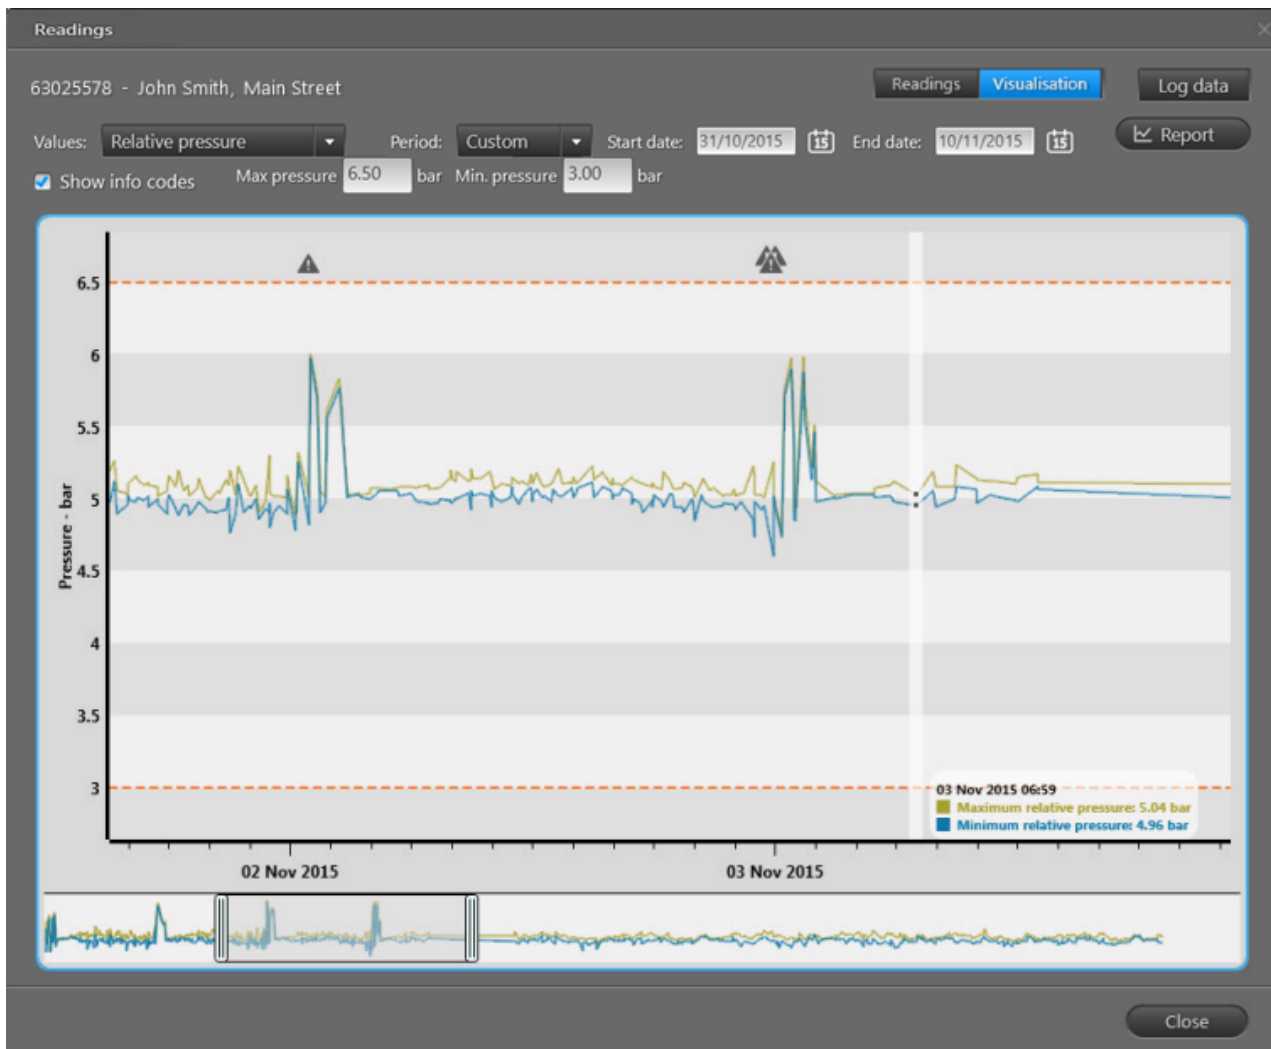 Readings
63025578 - John Smith, Main Street
Readings Visualisation Log data
Values: Relative pressure Period: Custom Start date: 31/10/2015 15 End date: 10/11/2015 15 Report
Show info codes Max pressure 6.50 bar Min. pressure 3.00 bar
6.5
6
5.5
5
4.5
4
3.5
3
Pressure - bar
03 Nov 2015 06:59
Maximum relative pressure: 5.04 bar
Minimum relative pressure: 4.96 bar
02 Nov 2015 03 Nov 2015
Close